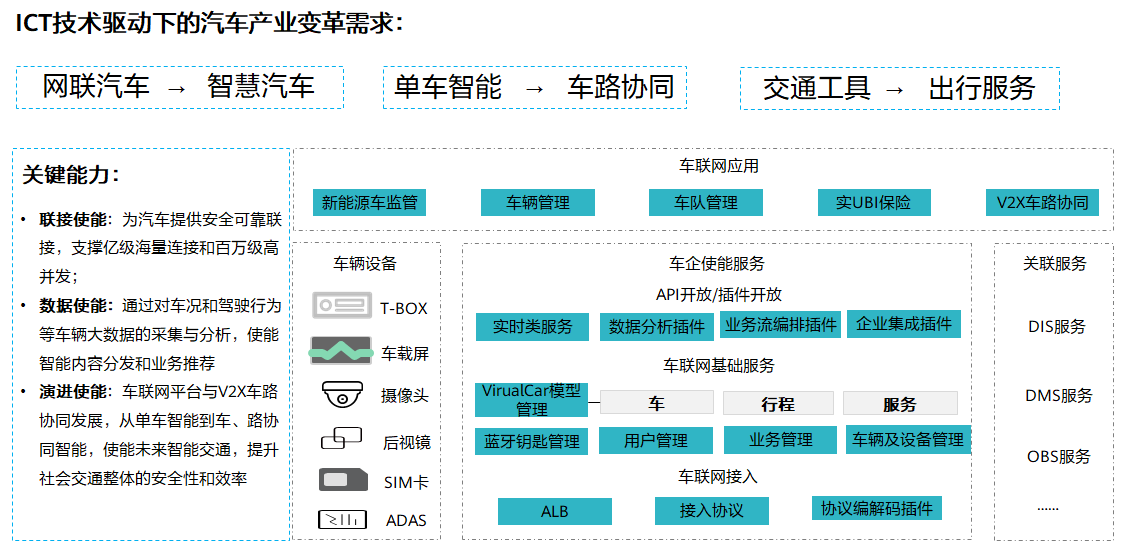 ICT技术驱动下的汽车产业变革需求：
网联汽车 → 智慧汽车
单车智能 → 车路协同
交通工具 → 出行服务
关键能力：
• 联接使能：为汽车提供安全可靠联
接，支撑亿级海量连接和百万级高
并发；
• 数据使能：通过对车况和驾驶行为
等车辆大数据的采集与分析，使能
智能内容分发和业务推荐
• 演进使能：车联网平台与V2X车路
协同发展，从单车智能到车、路协
同智能，使能未来智能交通，提升
社会交通整体的安全性和效率
车联网应用
新能源车监管
车辆管理
车队管理
实UBI保险
V2X车路协同
车辆设备
T-BOX
车载屏
摄像头
后视镜
SIM卡
ADAS
车企使能服务
API开放/插件开放
实时类服务
数据分析插件
业务流编排插件
企业集成插件
车联网基础服务
VirualCar模型
管理
车
行程
服务
蓝牙钥匙管理
用户管理
业务管理
车辆及设备管理
车联网接入
ALB
接入协议
协议编解码插件
关联服务
DIS服务
DMS服务
OBS服务
......